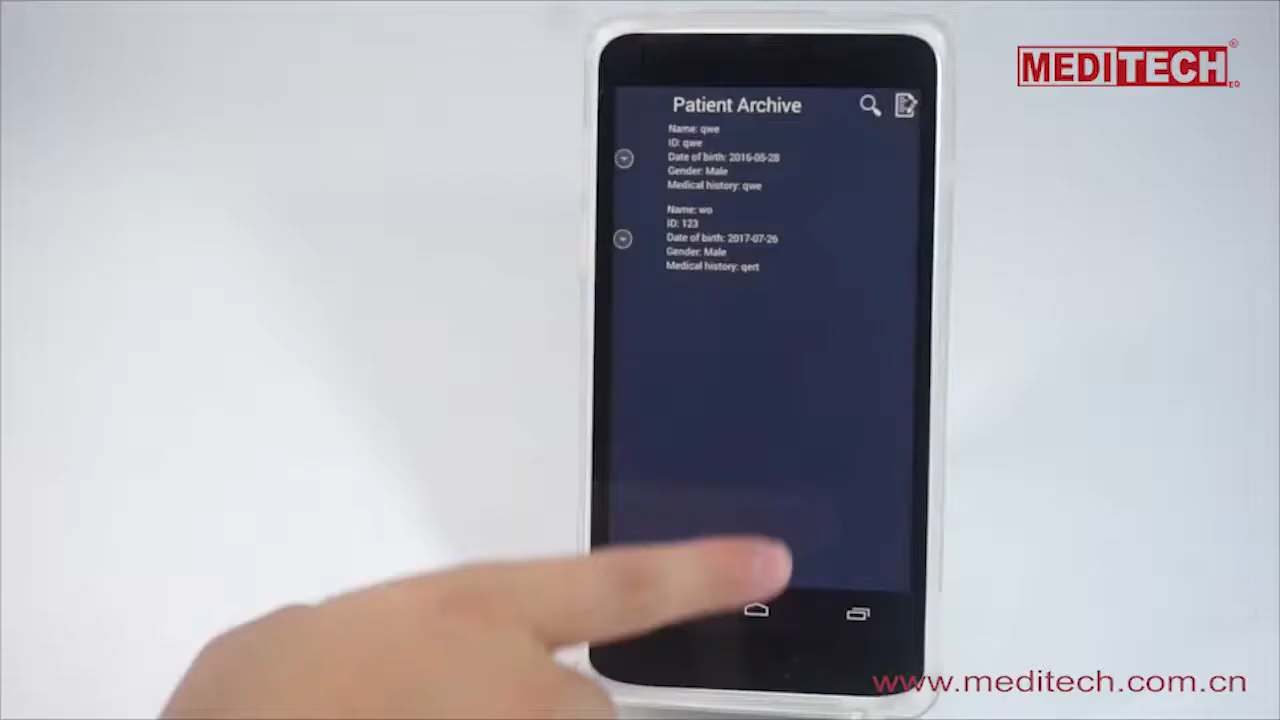 MEDITECH®
EQ
Patient Archive
Name: qwe
ID: qwe
Date of birth: 2016-05-28
Gender: Male
Medical history: qwe
Name: wo
ID: 123
Date of birth: 2017-07-26
Gender: Male
Medical history: qert
www.meditech.com.cn